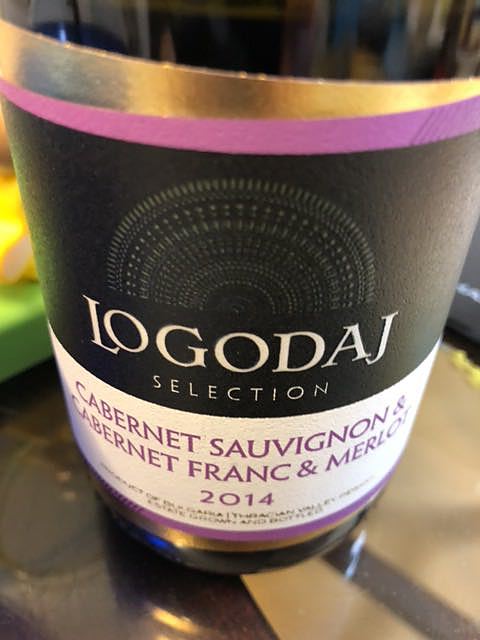 LOGODAJ
SELECTION
CABERNET SAUVIGNON &
CABERNET FRANC & MERLOT
2014
PRODUCT OF BULGARIA | THRACIAN VALLEY REGION
ESTATE GROWN AND BOTTLED